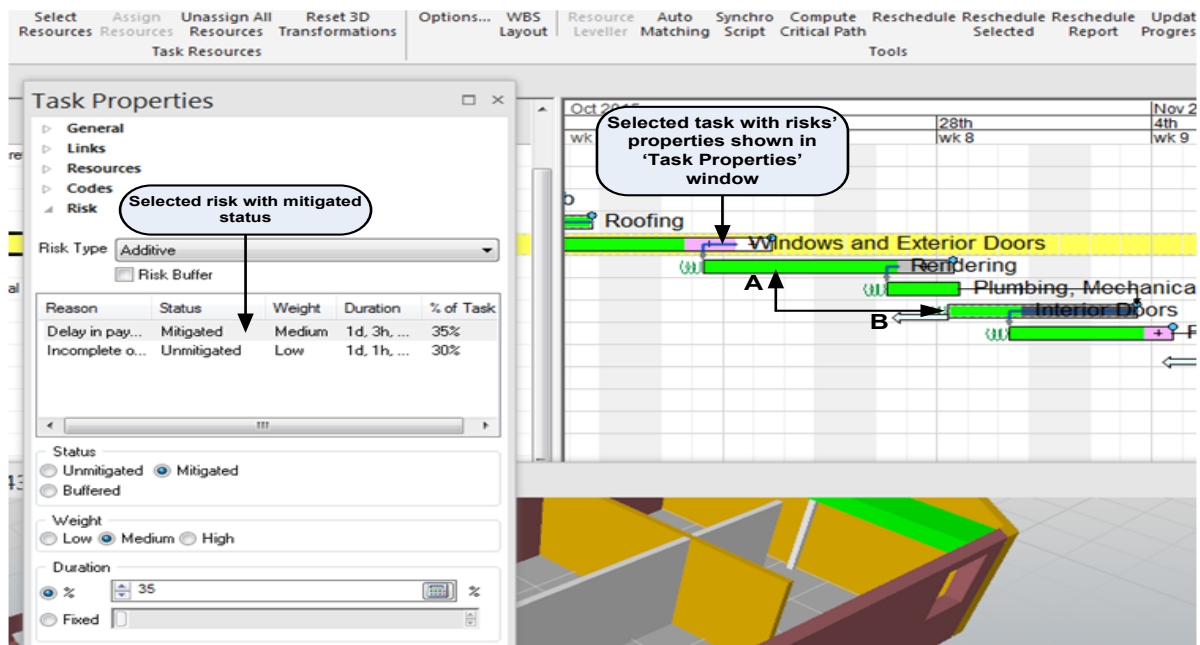 Select Assign Unassign All Reset 3D Options... WBS Resource Auto Synchro Compute Reschedule Reschedule Reschedule Updat
Resources Resources Resources Transformations Layout Leveller Matching Script Critical Path Selected Report Progres
Task Resources Tools
Task Properties
General
Links
Resources
Codes
Risk
Selected risk with mitigated
status
Risk Type Additive
Risk Buffer
Reason Status Weight Duration % of Task
Delay in pay... Mitigated Medium 1d, 3h, ... 35%
Incomplete o... Unmitigated Low 1d, 1h, ... 30%
Status
Unmitigated Mitigated
Buffered
Weight
Low Medium High
Duration
% 35 %
Fixed
Oct 2015 Nov 2
28th 4th
wk wk 8 wk 9
Selected task with risks'
properties shown in
'Task Properties'
window
Roofing
Windows and Exterior Doors
Rendering
A
Plumbing, Mechanica
B
Interior Doors
F